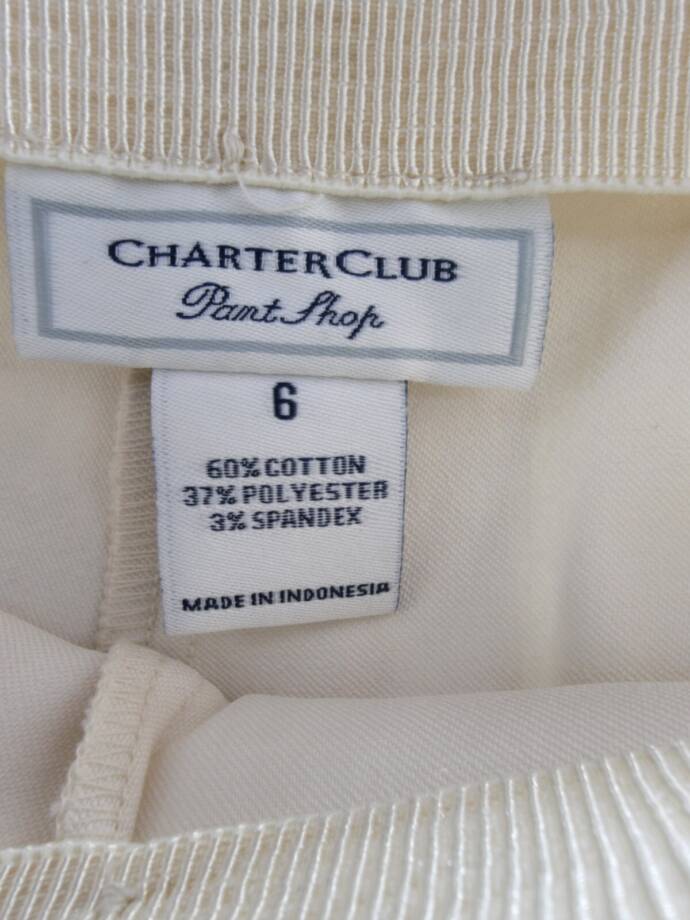 CHARTER CLUB
Pant Shop
6
60% COTTON
37% POLYESTER
3% SPANDEX
MADE IN INDONESIA